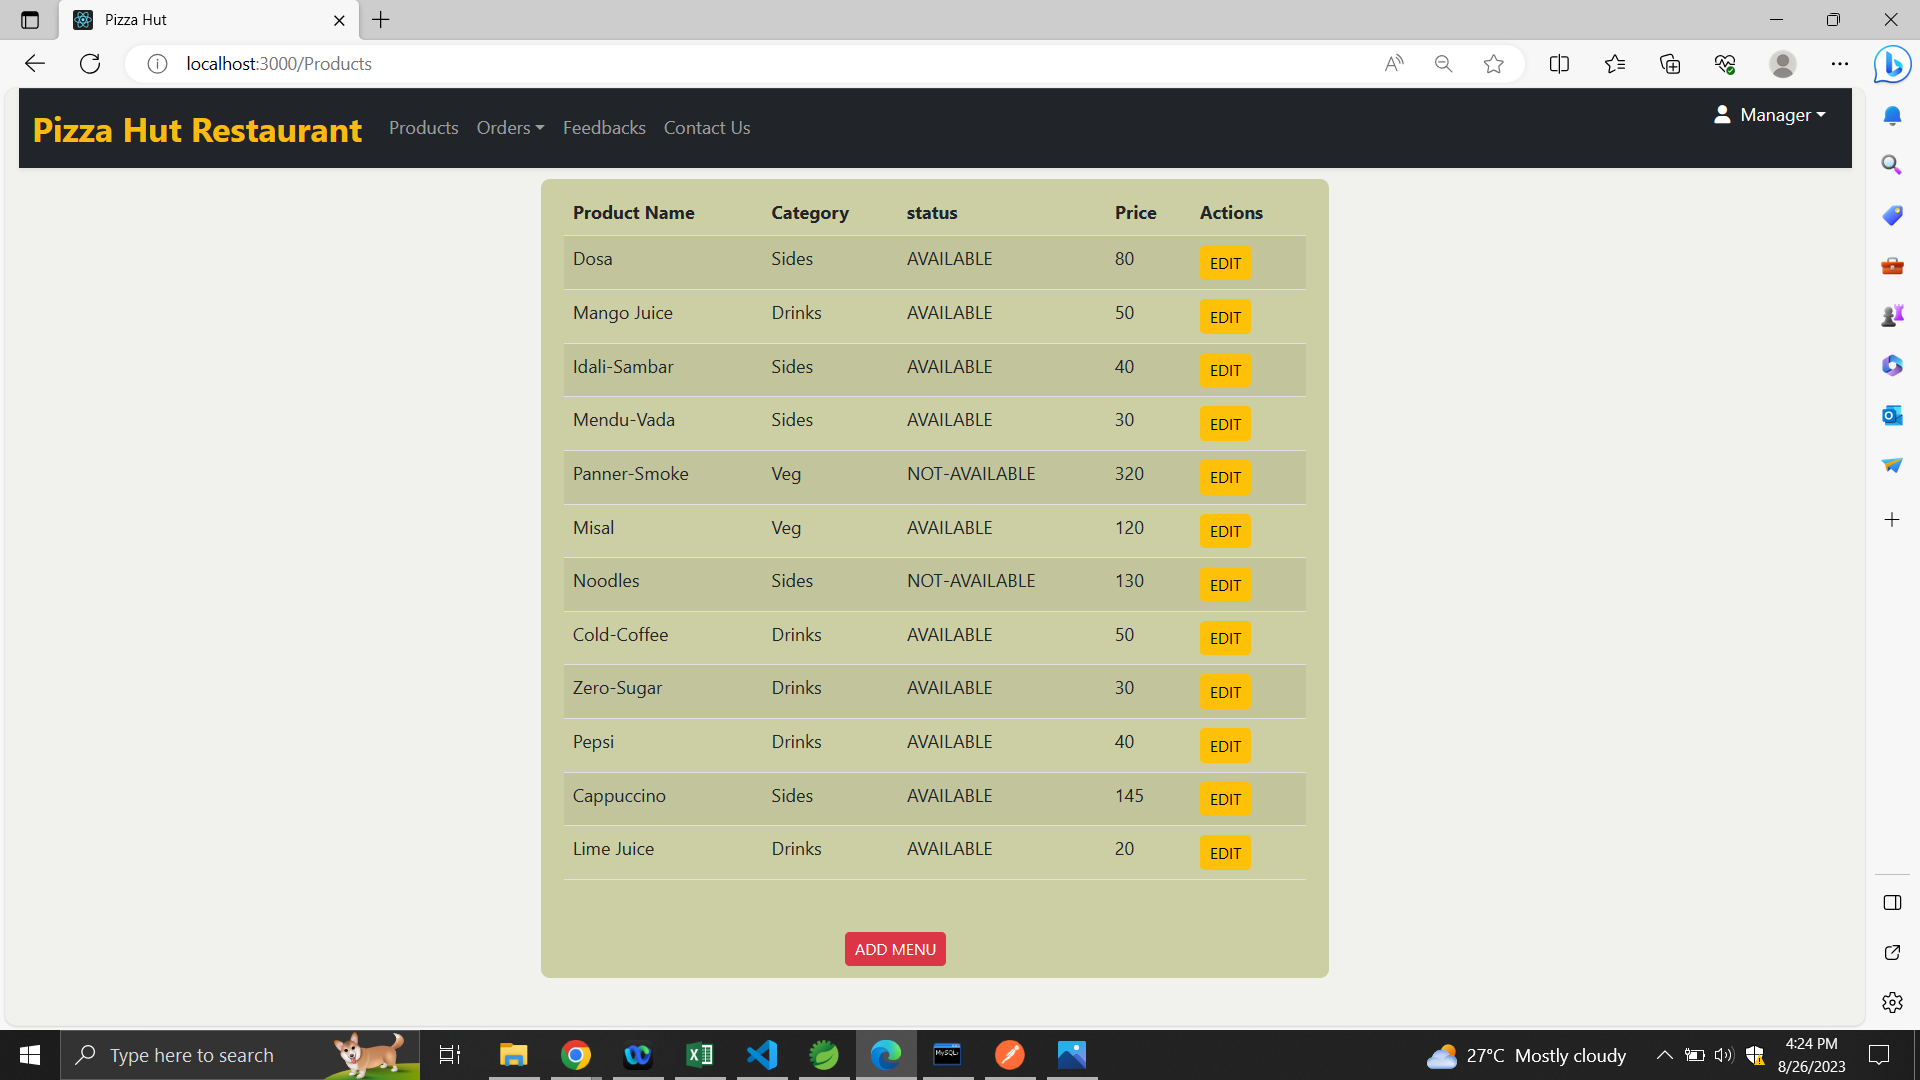 Pizza Hut
localhost:3000/Products
Pizza Hut Restaurant Products Orders Feedbacks Contact Us Manager
Product Name Category status Price Actions
Dosa Sides AVAILABLE 80 EDIT
Mango Juice Drinks AVAILABLE 50 EDIT
Idali-Sambar Sides AVAILABLE 40 EDIT
Mendu-Vada Sides AVAILABLE 30 EDIT
Panner-Smoke Veg NOT-AVAILABLE 320 EDIT
Misal Veg AVAILABLE 120 EDIT
Noodles Sides NOT-AVAILABLE 130 EDIT
Cold-Coffee Drinks AVAILABLE 50 EDIT
Zero-Sugar Drinks AVAILABLE 30 EDIT
Pepsi Drinks AVAILABLE 40 EDIT
Cappuccino Sides AVAILABLE 145 EDIT
Lime Juice Drinks AVAILABLE 20 EDIT
ADD MENU
Type here to search 27°C Mostly cloudy 4:24 PM
8/26/2023